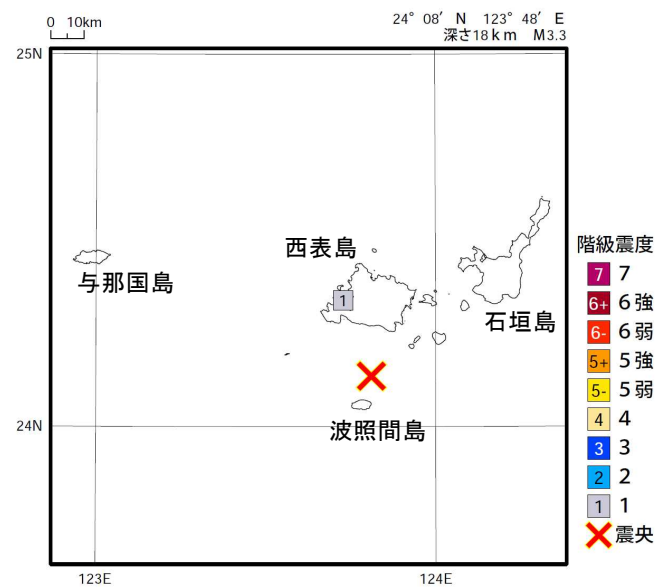 0 10km
24° 08′ N 123° 48′ E
深さ18ｋｍ M3.3
25N
西表島
与那国島
1
石垣島
波照間島
24N
123E
124E
階級震度
7 7
6+ 6強
6- 6弱
5+ 5強
5- 5弱
4 4
3 3
2 2
1 1
震央